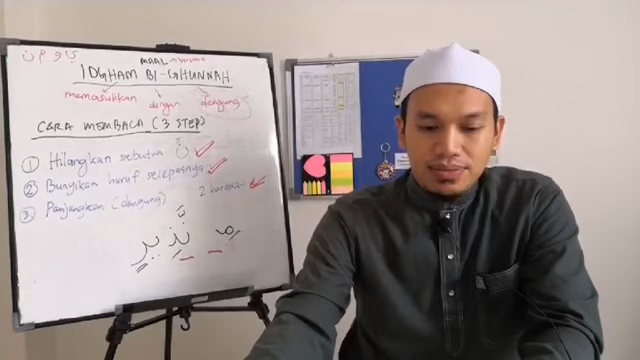 ن م و ي
MAAL
IDGHAM BI-GHUNNAH
memasukkan dengan dengung
CARA MEMBACA (3 STEP)
① Hilangkan sebutan نْ
② Bunyikan huruf selepasnya
③ Panjangkan (dengung) 2 harakat